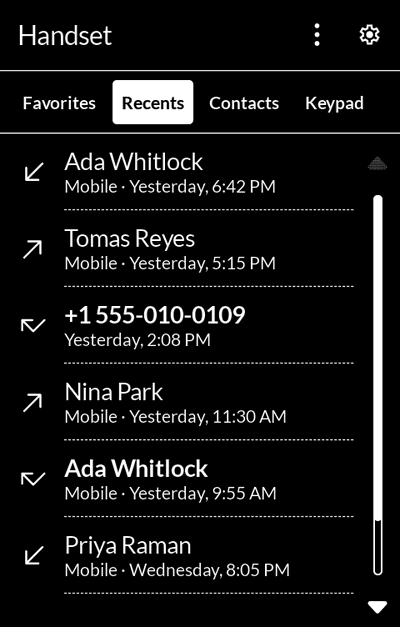 Handset
Favorites Recents Contacts Keypad
Ada Whitlock
Mobile · Yesterday, 6:42 PM
Tomas Reyes
Mobile · Yesterday, 5:15 PM
+1 555-010-0109
Yesterday, 2:08 PM
Nina Park
Mobile · Yesterday, 11:30 AM
Ada Whitlock
Mobile · Yesterday, 9:55 AM
Priya Raman
Mobile · Wednesday, 8:05 PM